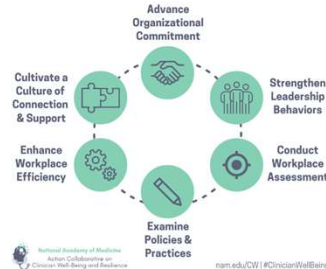 Advance
Organizational
Commitment
Strengthen
Leadership
Behaviors
Conduct
Workplace
Assessment
Examine
Policies &
Practices
Enhance
Workplace
Efficiency
Cultivate a
Culture of
Connection
& Support
National Academy of Medicine
Action Collaborative on
Clinician Well-Being and Resilience
nam.edu/CW | #ClinicianWellBein